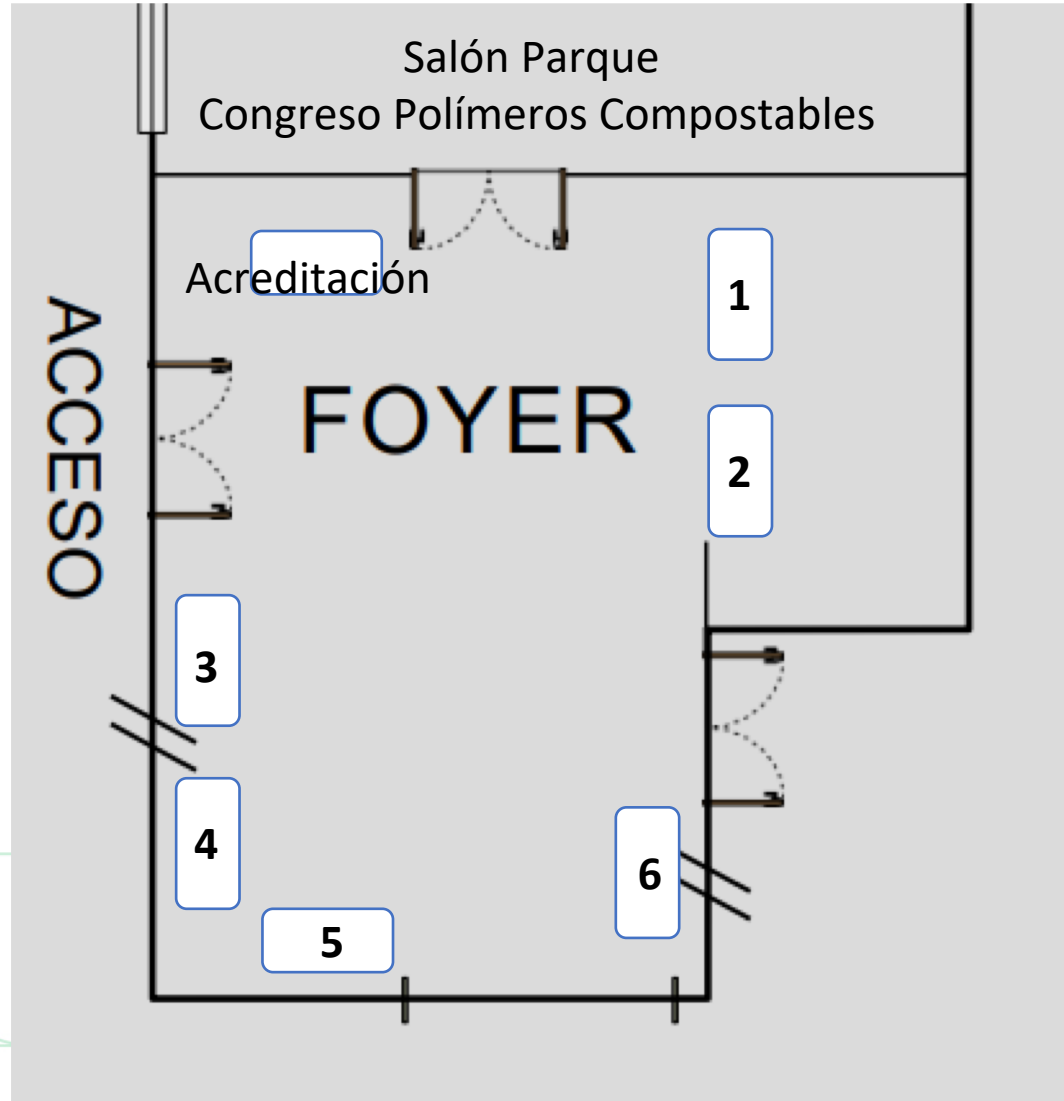 Salón Parque
Congreso Polímeros Compostables
Acreditación
1
ACCESO
FOYER
2
3
4
6
5